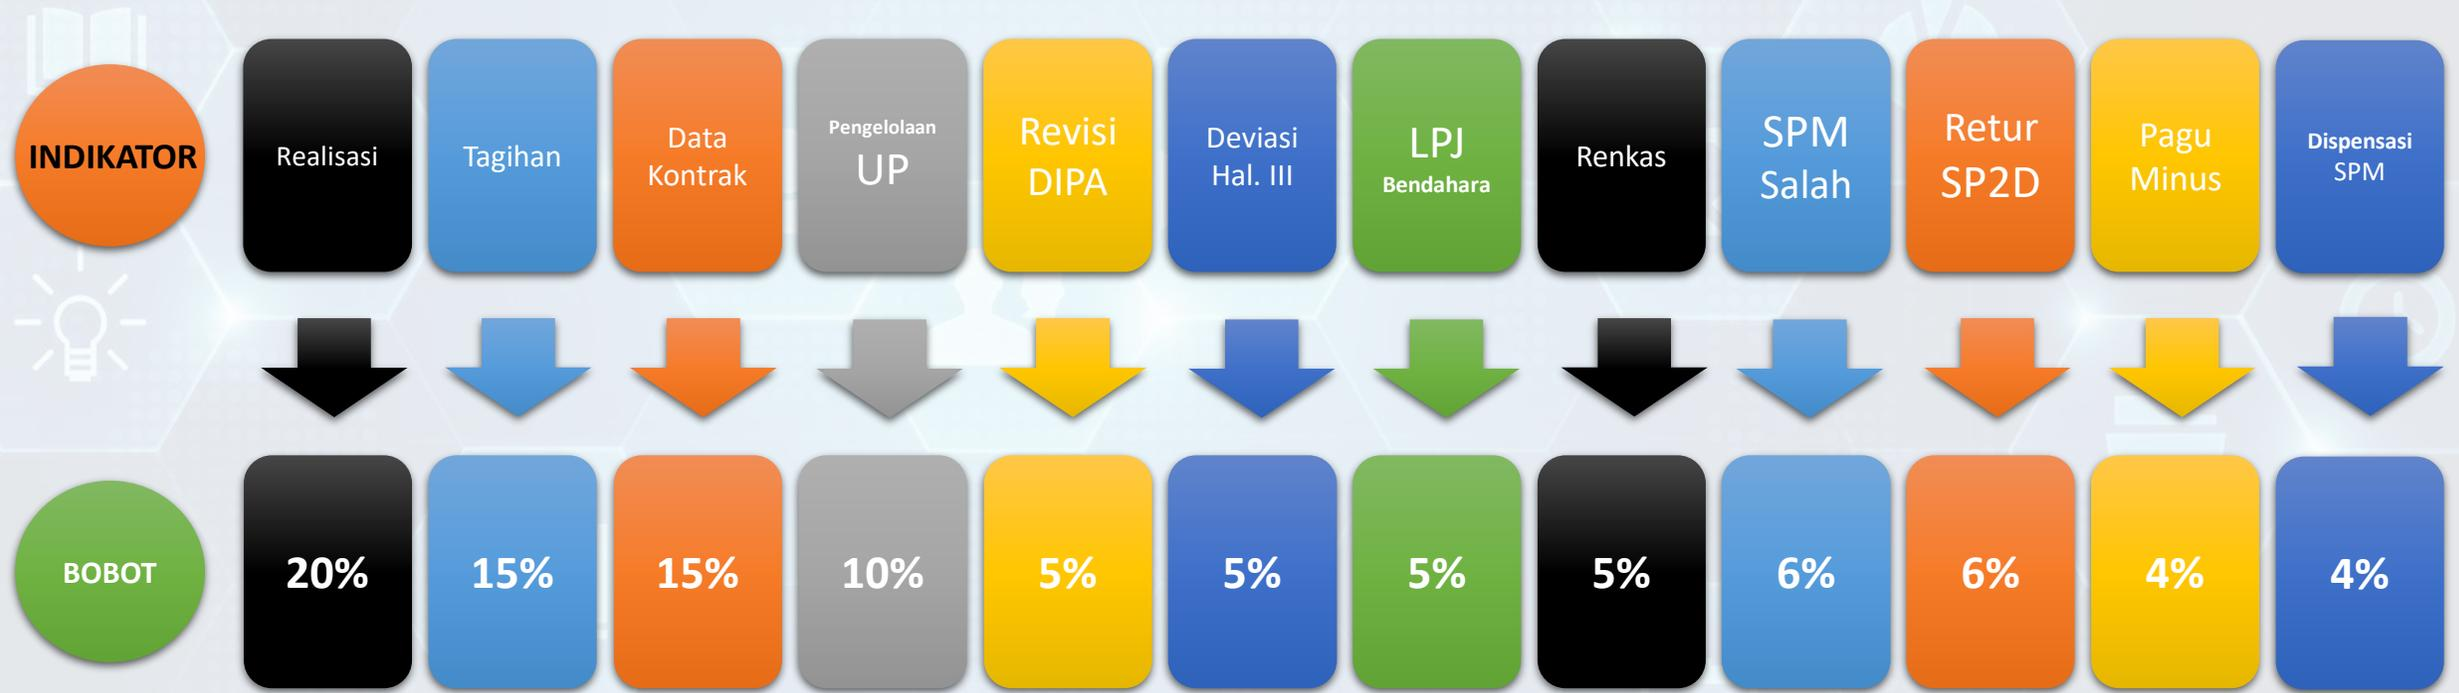 INDIKATOR
Realisasi
Tagihan
Data
Kontrak
Pengelolaan
UP
Revisi
DIPA
Deviasi
Hal. III
LPJ
Bendahara
Renkas
SPM
Salah
Retur
SP2D
Pagu
Minus
Dispensasi
SPM
BOBOT
20%
15%
15%
10%
5%
5%
5%
5%
6%
6%
4%
4%